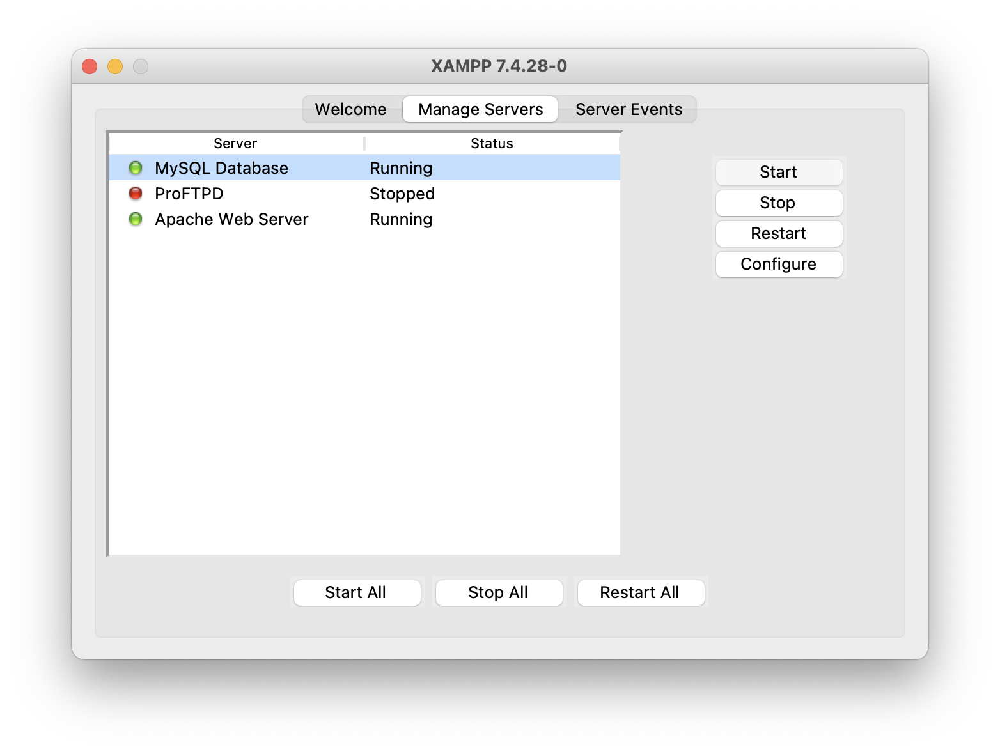 XAMPP 7.4.28-0
Welcome Manage Servers Server Events
Server Status
MySQL Database Running
ProFTPD Stopped
Apache Web Server Running
Start
Stop
Restart
Configure
Start All Stop All Restart All